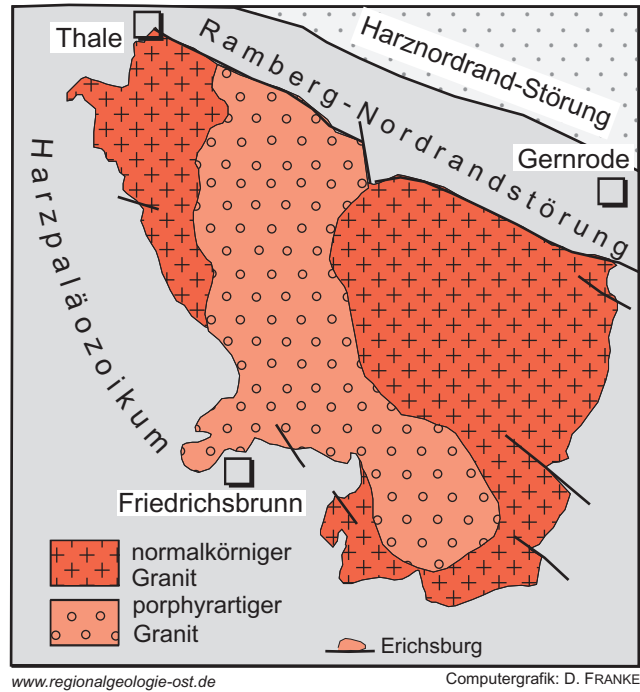 Thale
Ramberg-Nordrandstörung
Harznordrand-Störung
Gernrode
Harzpaläozoikum
Friedrichsbrunn
normalkörniger
Granit
porphyrartiger
Granit
Erichsburg
www.regionalgeologie-ost.de
Computergrafik: D. FRANKE